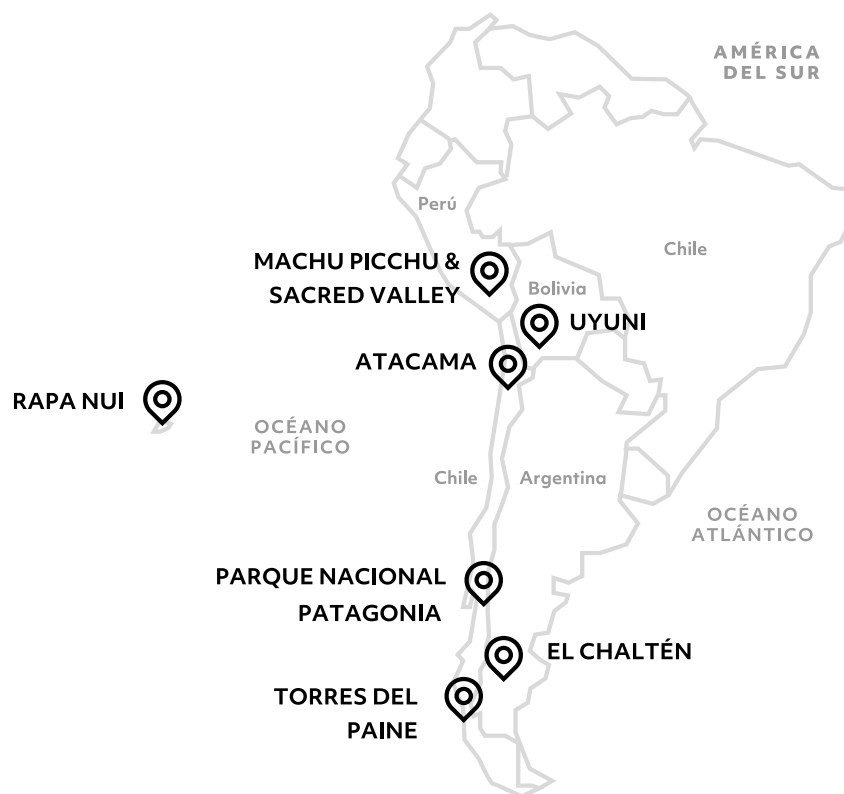 AMÉRICA
DEL SUR
Perú
Chile
MACHU PICCHU &
SACRED VALLEY
Bolivia
UYUNI
ATACAMA
RAPA NUI
OCÉANO
PACÍFICO
Chile
Argentina
OCÉANO
ATLÁNTICO
PARQUE NACIONAL
PATAGONIA
EL CHALTÉN
TORRES DEL
PAINE